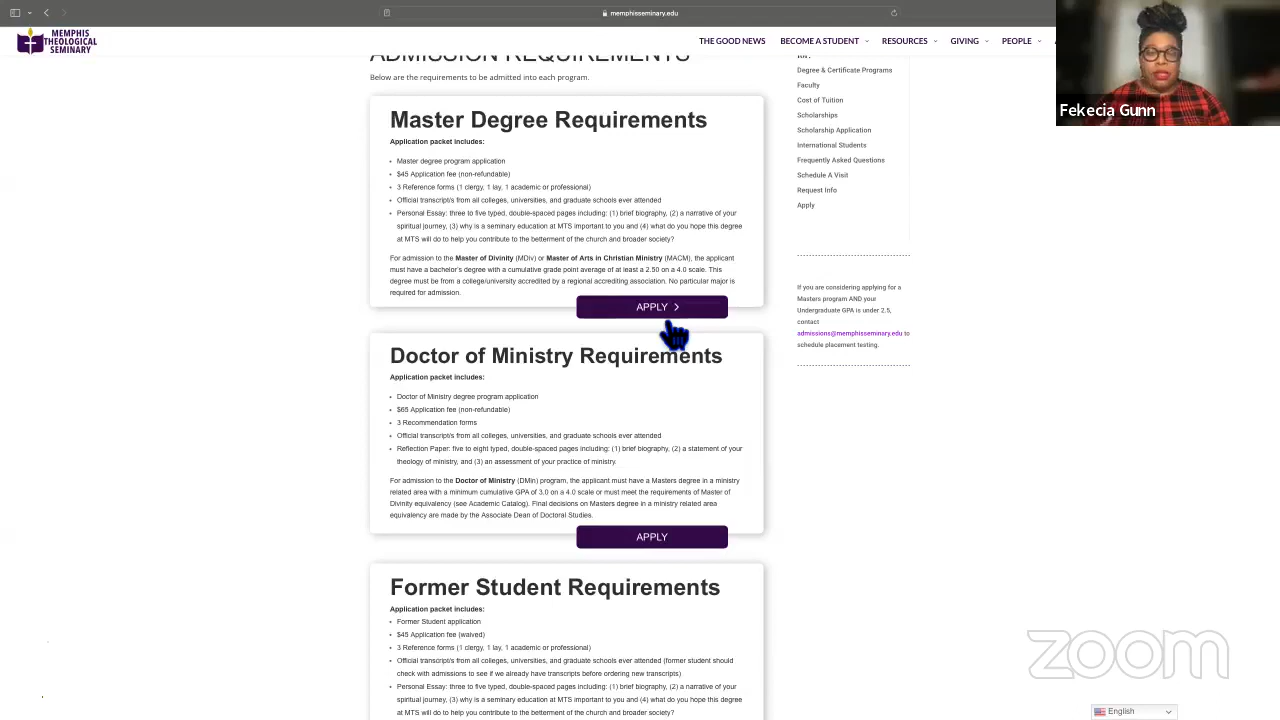 memphisseminary.edu
MEMPHIS
THEOLOGICAL
SEMINARY
THE GOOD NEWS
BECOME A STUDENT
RESOURCES
GIVING
PEOPLE
ADMISSION REQUIREMENTS
Below are the requirements to be admitted into each program.
Master Degree Requirements
Application packet includes:
• Master degree program application
• $45 Application fee (non-refundable)
• 3 Reference forms (1 clergy, 1 lay, 1 academic or professional)
• Official transcript/s from all colleges, universities, and graduate schools ever attended
• Personal Essay: three to five typed, double-spaced pages including: (1) brief biography, (2) a narrative of your
spiritual journey, (3) why is a seminary education at MTS important to you and (4) what do you hope this degree
at MTS will do to help you contribute to the betterment of the church and broader society?
For admission to the Master of Divinity (MDiv) or Master of Arts in Christian Ministry (MACM), the applicant
must have a bachelor's degree with a cumulative grade point average of at least a 2.50 on a 4.0 scale. This
degree must be from a college/university accredited by a regional accrediting association. No particular major is
required for admission.
APPLY
Doctor of Ministry Requirements
Application packet includes:
• Doctor of Ministry degree program application
• $65 Application fee (non-refundable)
• 3 Recommendation forms
• Official transcript/s from all colleges, universities, and graduate schools ever attended
• Reflection Paper: five to eight typed, double-spaced pages including: (1) brief biography, (2) a statement of your
theology of ministry, and (3) an assessment of your practice of ministry.
For admission to the Doctor of Ministry (DMin) program, the applicant must have a Masters degree in a ministry
related area with a minimum cumulative GPA of 3.0 on a 4.0 scale or must meet the requirements of Master of
Divinity equivalency (see Academic Catalog). Final decisions on Masters degree in a ministry related area
equivalency are made by the Associate Dean of Doctoral Studies.
APPLY
Former Student Requirements
Application packet includes:
• Former Student application
• $45 Application fee (waived)
• 3 Reference forms (1 clergy, 1 lay, 1 academic or professional)
• Official transcript/s from all colleges, universities, and graduate schools ever attended (former student should
check with admissions to see if we already have transcripts before ordering new transcripts)
• Personal Essay: three to five typed, double-spaced pages including: (1) brief biography, (2) a narrative of your
spiritual journey, (3) why is a seminary education at MTS important to you and (4) what do you hope this degree
at MTS will do to help you contribute to the betterment of the church and broader society?
Degree & Certificate Programs
Faculty
Cost of Tuition
Scholarships
Scholarship Application
International Students
Frequently Asked Questions
Schedule A Visit
Request Info
Apply
If you are considering applying for a
Masters program AND your
Undergraduate GPA is under 2.5,
contact
admissions@memphisseminary.edu to
schedule placement testing.
Fekecia Gunn
zoom
English